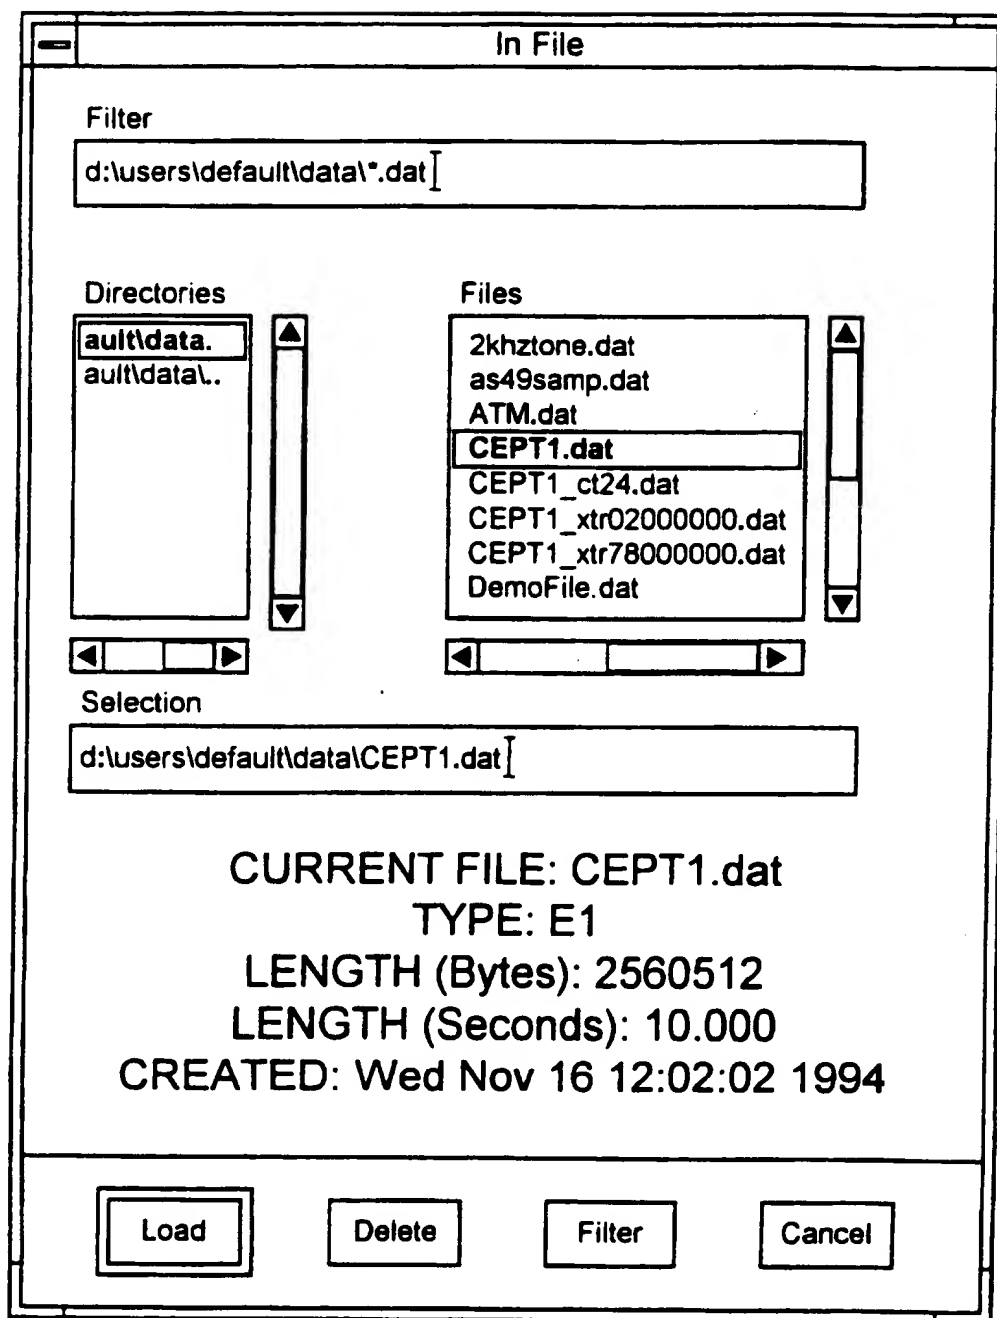 In File
Filter
d:\users\default\data\*.dat
Directories
ault\data.
ault\data\..
Files
2khztone.dat
as49samp.dat
ATM.dat
CEPT1.dat
CEPT1_ct24.dat
CEPT1_xtr02000000.dat
CEPT1_xtr78000000.dat
DemoFile.dat
Selection
d:\users\default\data\CEPT1.dat
CURRENT FILE: CEPT1.dat
TYPE: E1
LENGTH (Bytes): 2560512
LENGTH (Seconds): 10.000
CREATED: Wed Nov 16 12:02:02 1994
Load Delete Filter Cancel